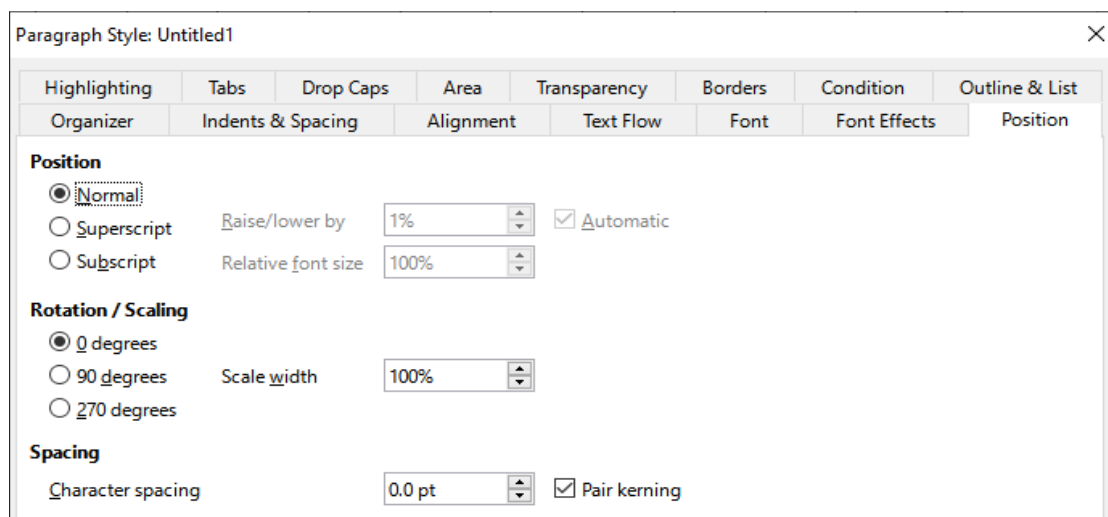 Paragraph Style: Untitled1
Highlighting Tabs Drop Caps Area Transparency Borders Condition Outline & List
Organizer Indents & Spacing Alignment Text Flow Font Font Effects Position
Position
Normal
Superscript Raise/lower by 1% Automatic
Subscript Relative font size 100%
Rotation / Scaling
0 degrees
90 degrees Scale width 100%
270 degrees
Spacing
Character spacing 0.0 pt Pair kerning